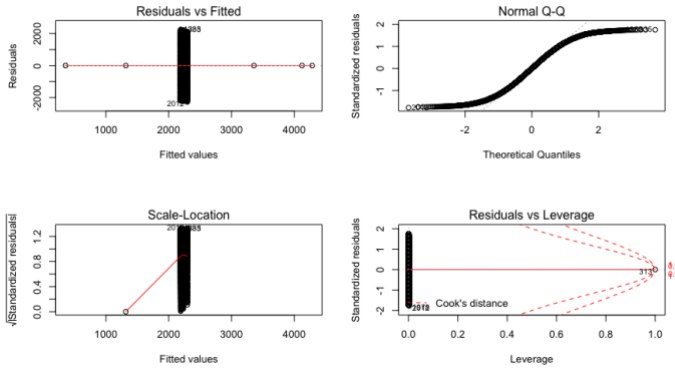 Residuals vs Fitted
Residuals
2000
0
-2000
1000
2000
3000
4000
Fitted values
Normal Q-Q
Standardized residuals
2
1
0
-1
-2
0
2
Theoretical Quantiles
Scale-Location
√|Standardized residuals|
1.2
0.8
0.4
0.0
1000
2000
3000
4000
Fitted values
Residuals vs Leverage
Standardized residuals
2
1
0
-1
-2
313
Cook's distance
0.0
0.2
0.4
0.6
0.8
1.0
Leverage